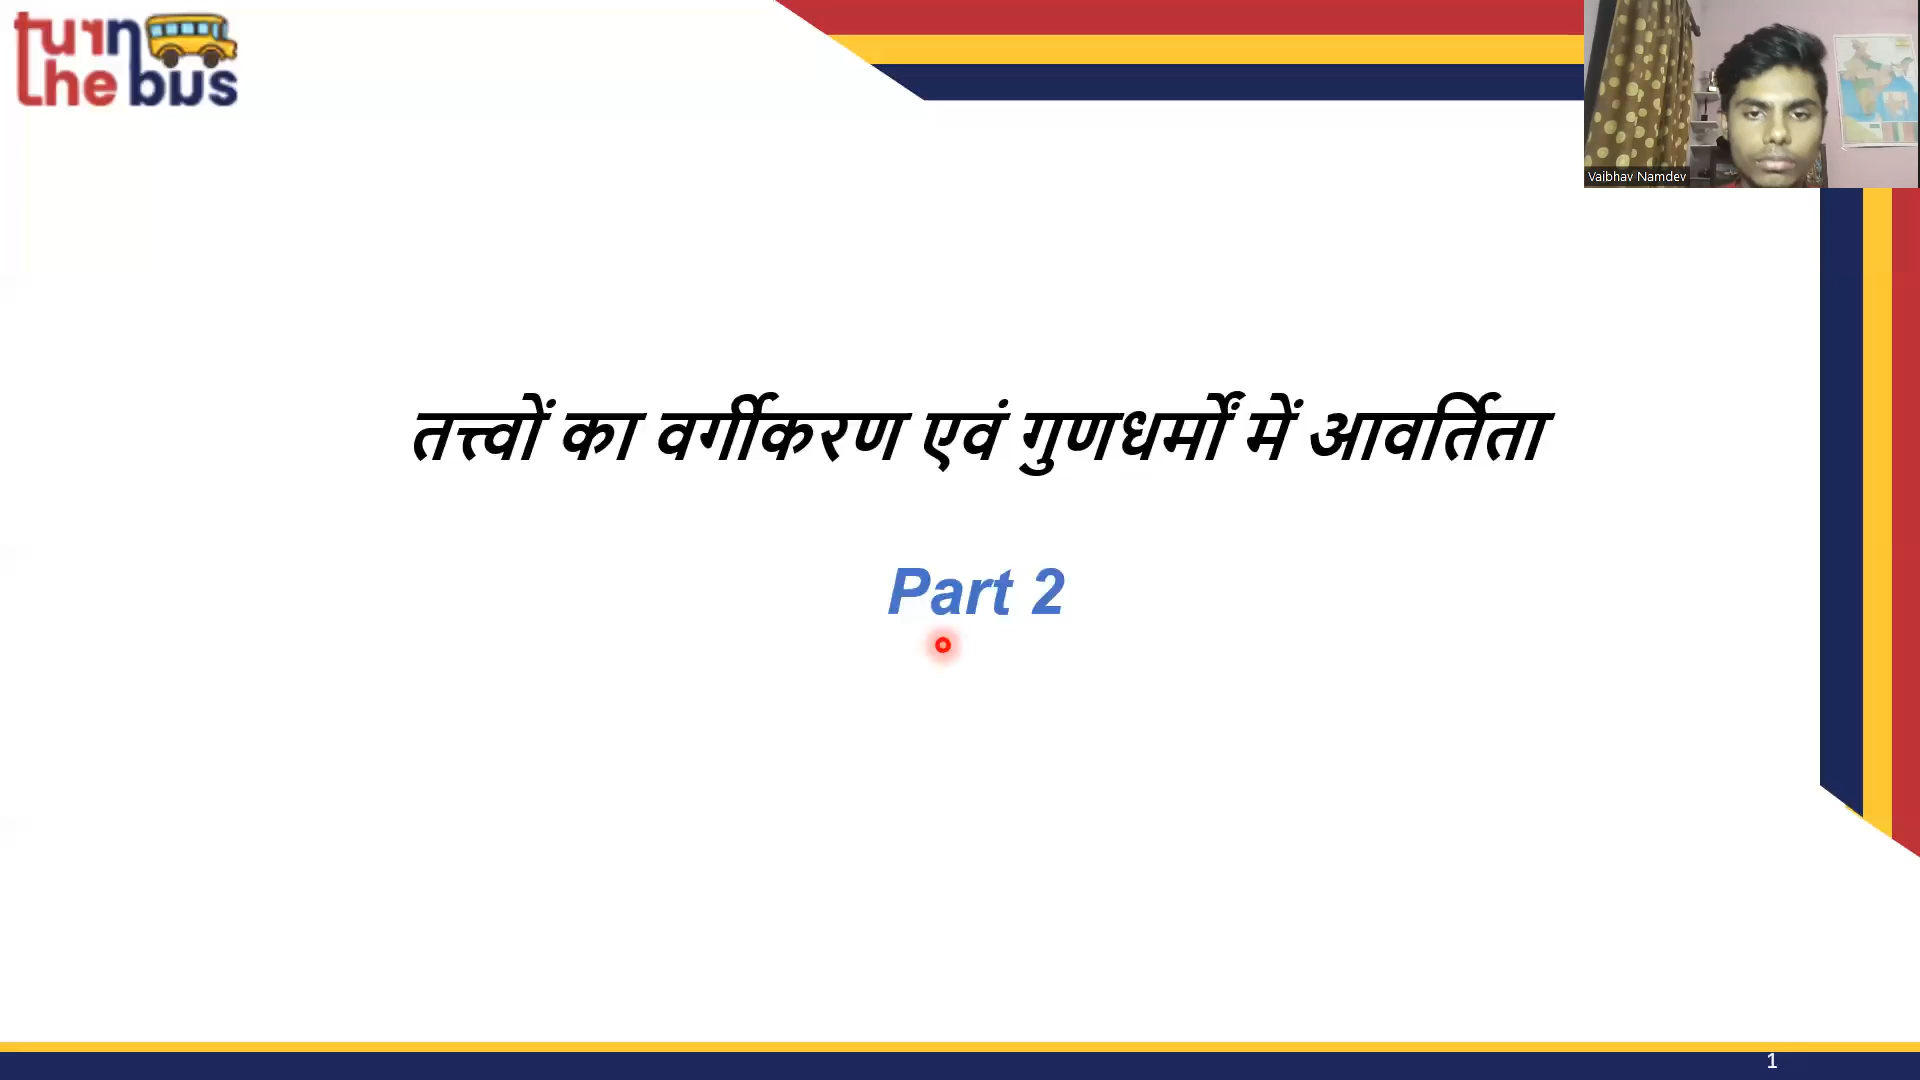 turn
the bus
Vaibhav Namdev
तत्त्वों का वर्गीकरण एवं गुणधर्मों में आवर्तिता
Part 2
1